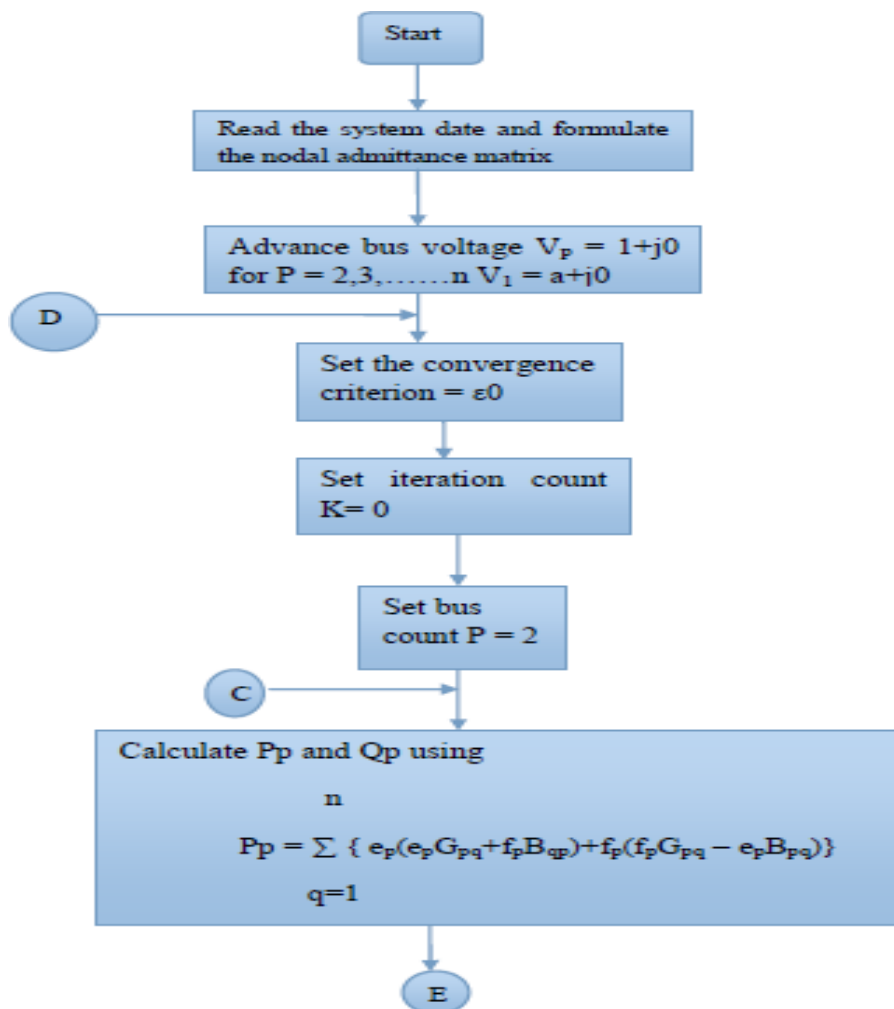 Start
Read the system date and formulate
the nodal admittance matrix
Advance bus voltage Vₚ = 1+j0
for P = 2,3,……n V₁ = a+j0
D
Set the convergence
criterion = ε0
Set iteration count
K= 0
Set bus
count P = 2
C
Calculate Pp and Qp using
n
Pp = ∑ { eₚ(eₚGₚq+fₚBqₚ)+fₚ(fₚGₚq – eₚBₚq)}
q=1
E